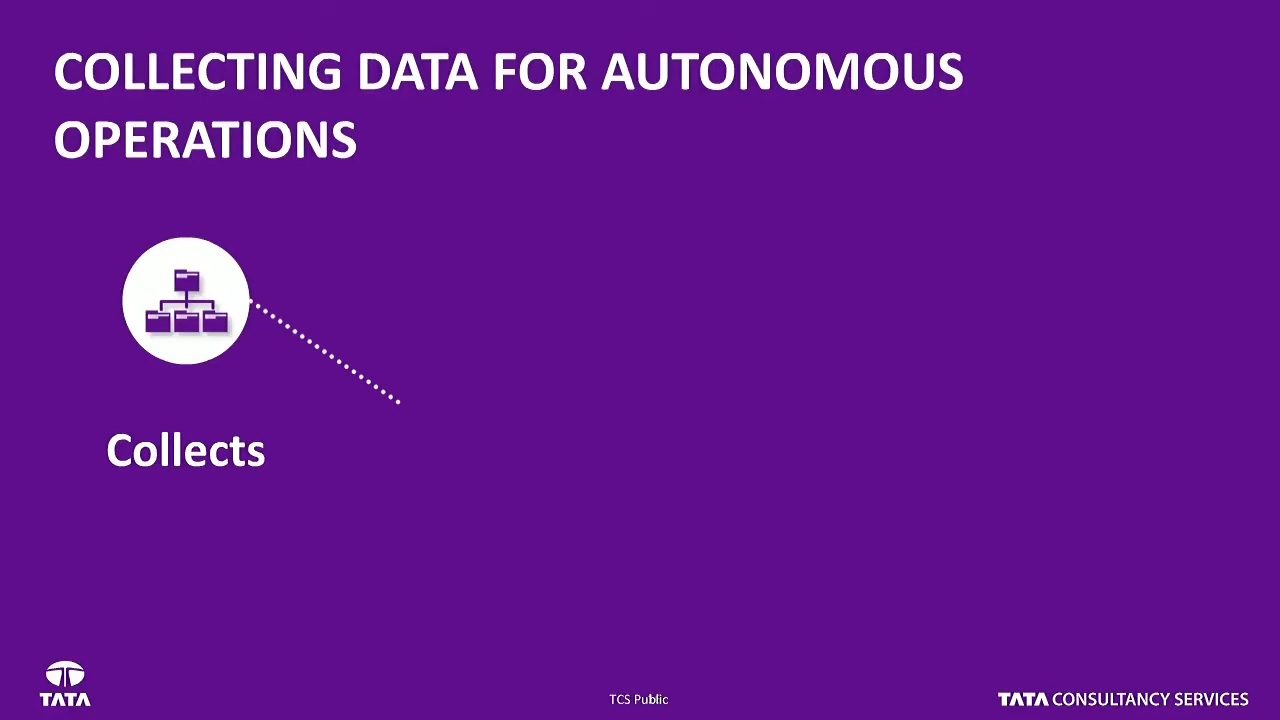 COLLECTING DATA FOR AUTONOMOUS
OPERATIONS
Collects
TATA
TCS Public
TATA CONSULTANCY SERVICES